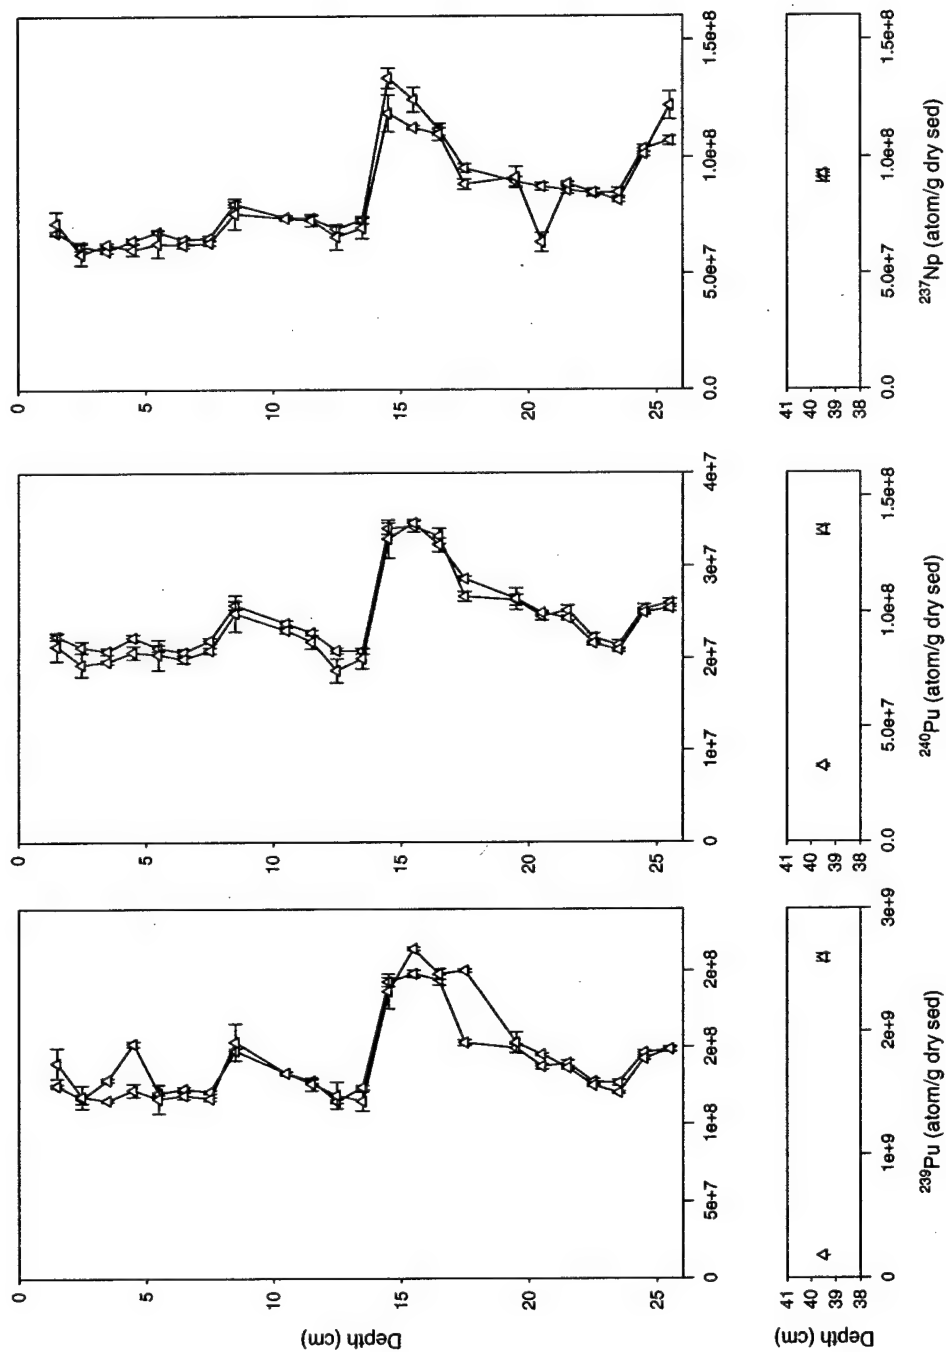 Depth (cm)
0
5
10
15
20
25
0 5e+7 1e+8 2e+8 2e+8
0
5
10
15
20
25
0 1e+7 2e+7 3e+7 4e+7
0
5
10
15
20
25
0.0 5.0e+7 1.0e+8 1.5e+8
Depth (cm)
41
40
39
38
0 1e+9 2e+9 3e+9
²³⁹Pu (atom/g dry sed)
41
40
39
38
0.0 5.0e+7 1.0e+8 1.5e+8
²⁴⁰Pu (atom/g dry sed)
41
40
39
38
0.0 5.0e+7 1.0e+8 1.5e+8
²³⁷Np (atom/g dry sed)